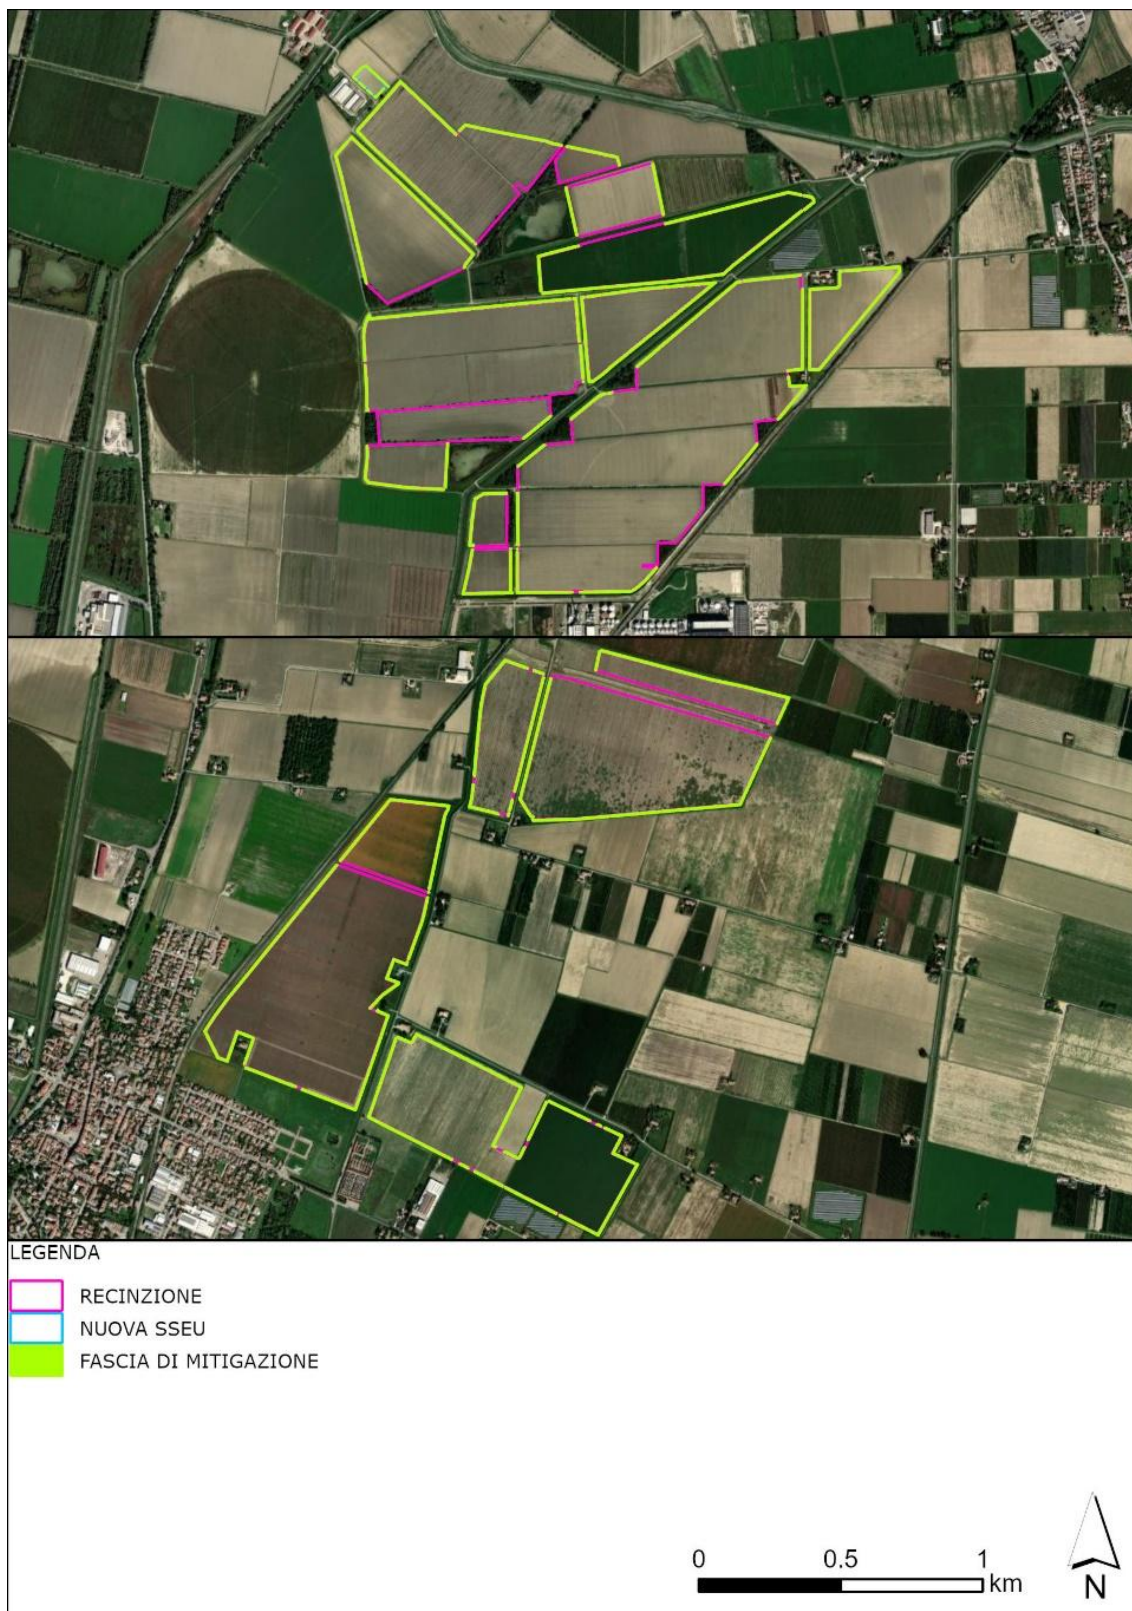 LEGENDA
RECINZIONE
NUOVA SSEU
FASCIA DI MITIGAZIONE
0 0.5 1
km
N